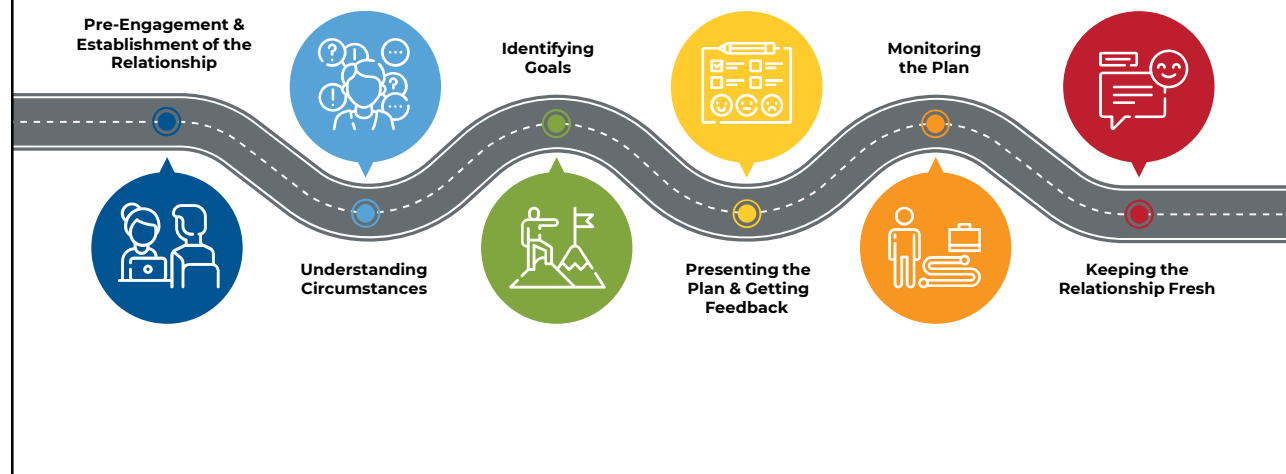 Pre-Engagement &
Establishment of the
Relationship
Understanding
Circumstances
Identifying
Goals
Presenting the
Plan & Getting
Feedback
Monitoring
the Plan
Keeping the
Relationship Fresh